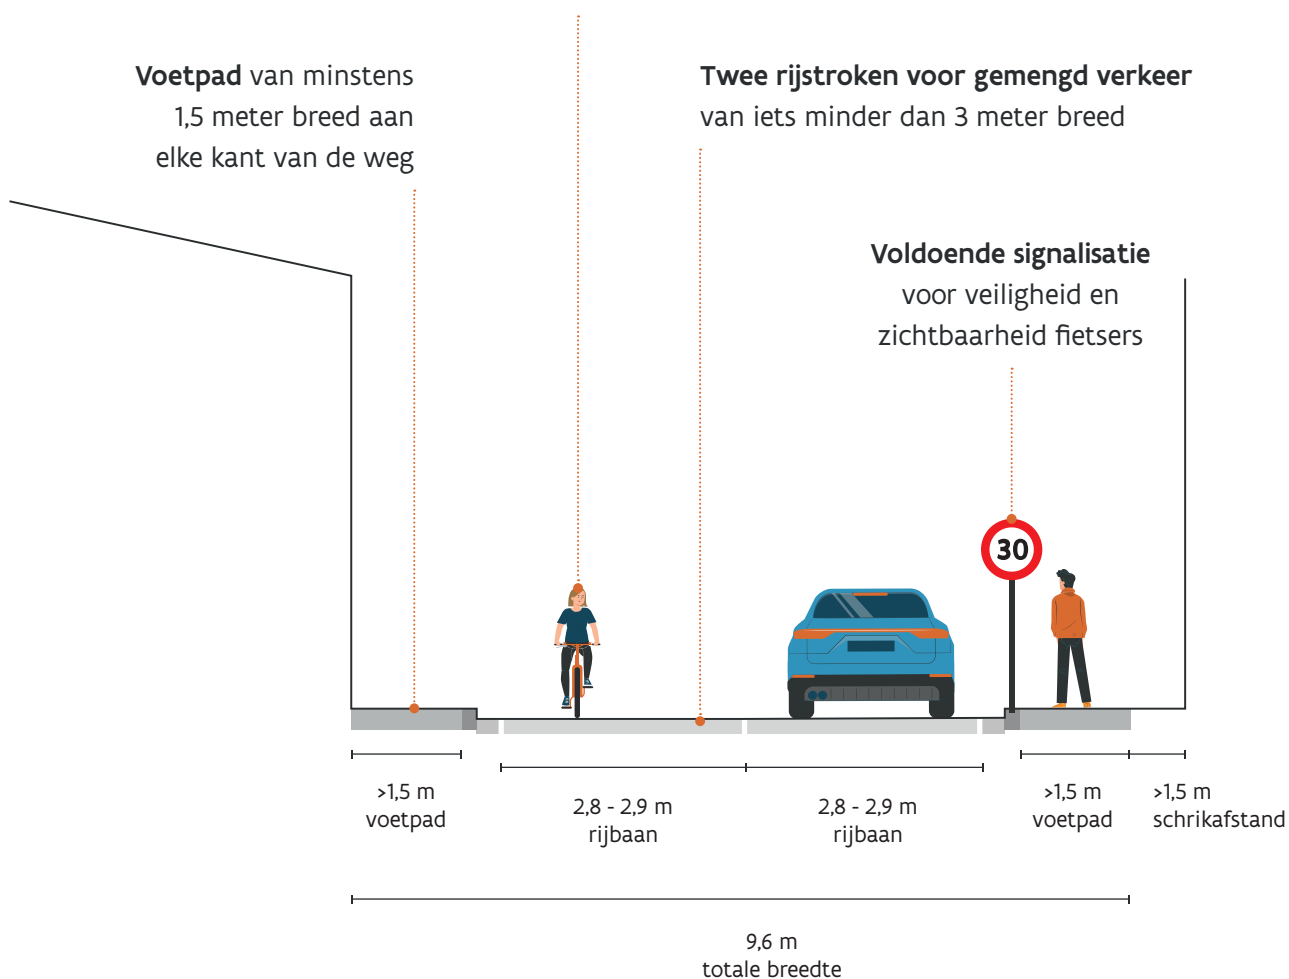 Voetpad van minstens
1,5 meter breed aan
elke kant van de weg
Twee rijstroken voor gemengd verkeer
van iets minder dan 3 meter breed
Voldoende signalisatie
voor veiligheid en
zichtbaarheid fietsers
30
>1,5 m
voetpad
2,8 - 2,9 m
rijbaan
2,8 - 2,9 m
rijbaan
>1,5 m
voetpad
>1,5 m
schrikafstand
9,6 m
totale breedte